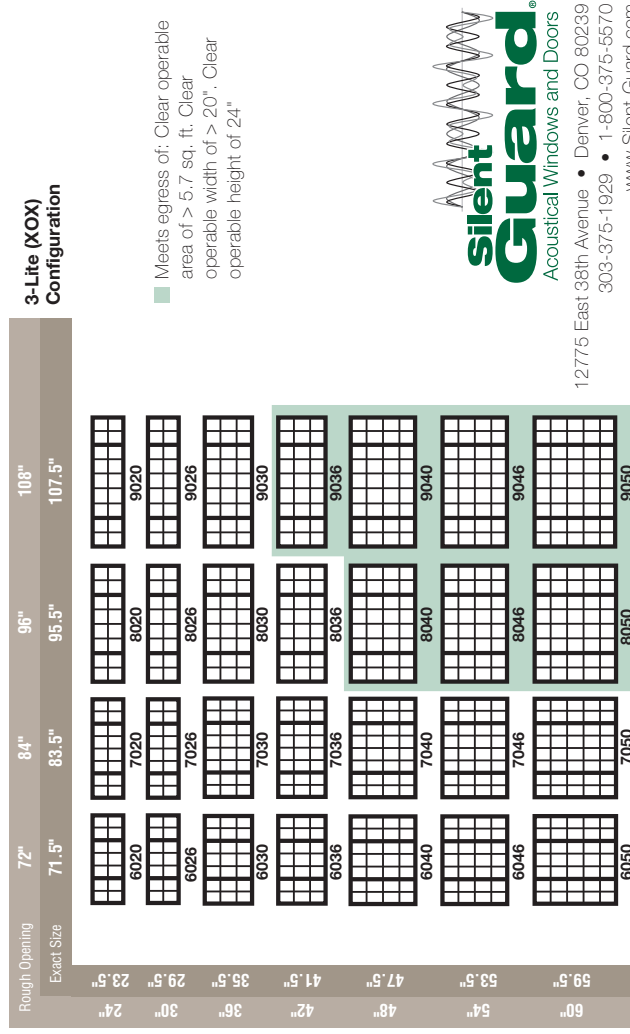 3-Lite (XOX)
Configuration
Rough Opening 72" 84" 96" 108"
Exact Size 71.5" 83.5" 95.5" 107.5"
24" 23.5"
6020 7020 8020 9020
30" 29.5"
6026 7026 8026 9026
36" 35.5"
6030 7030 8030 9030
42" 41.5"
6036 7036 8036 9036
48" 47.5"
6040 7040 8040 9040
54" 53.5"
6046 7046 8046 9046
60" 59.5"
6050 7050 8050 9050
Meets egress of: Clear operable
area of > 5.7 sq. ft. Clear
operable width of > 20". Clear
operable height of 24"
Silent
Guard®
Acoustical Windows and Doors
12775 East 38th Avenue • Denver, CO 80239
303-375-1929 • 1-800-375-5570
www.Silent-Guard.com